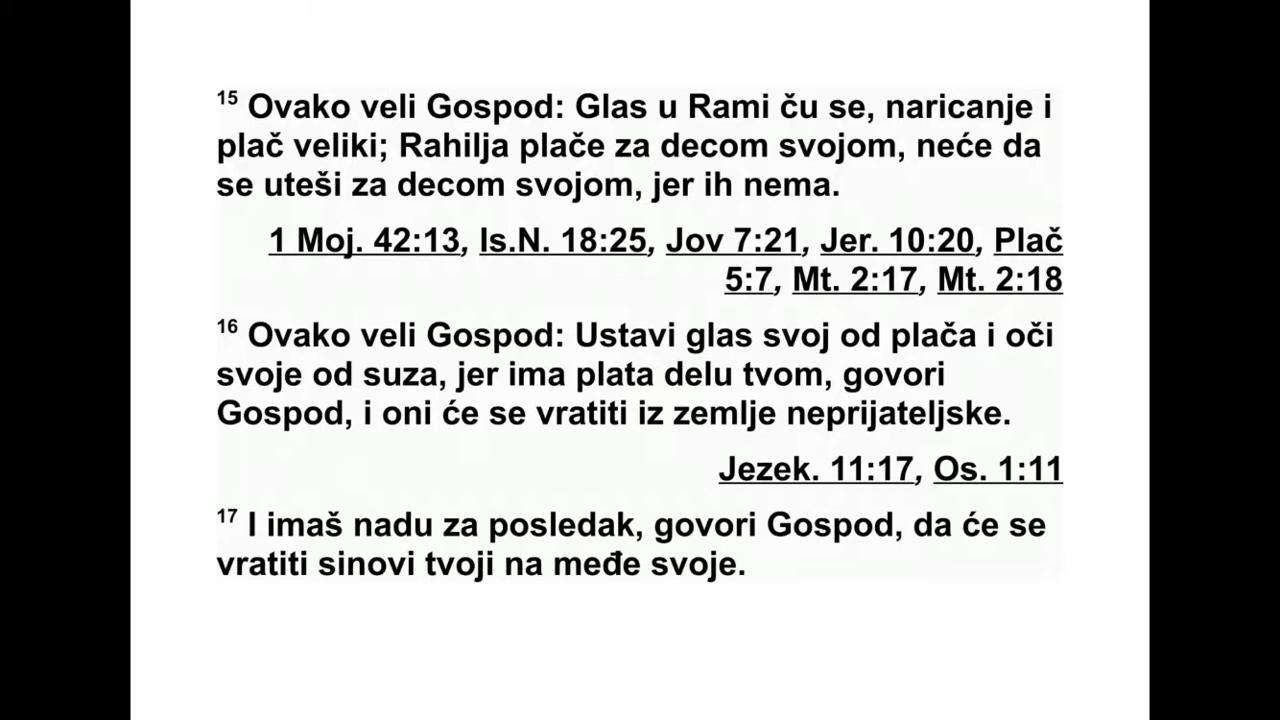 15 Ovako veli Gospod: Glas u Rami ču se, naricanje i
plač veliki; Rahilja plače za decom svojom, neće da
se uteši za decom svojom, jer ih nema.
1 Moj. 42:13, Is.N. 18:25, Jov 7:21, Jer. 10:20, Plač
5:7, Mt. 2:17, Mt. 2:18
16 Ovako veli Gospod: Ustavi glas svoj od plača i oči
svoje od suza, jer ima plata delu tvom, govori
Gospod, i oni će se vratiti iz zemlje neprijateljske.
Jezek. 11:17, Os. 1:11
17 I imaš nadu za posledak, govori Gospod, da će se
vratiti sinovi tvoji na međe svoje.